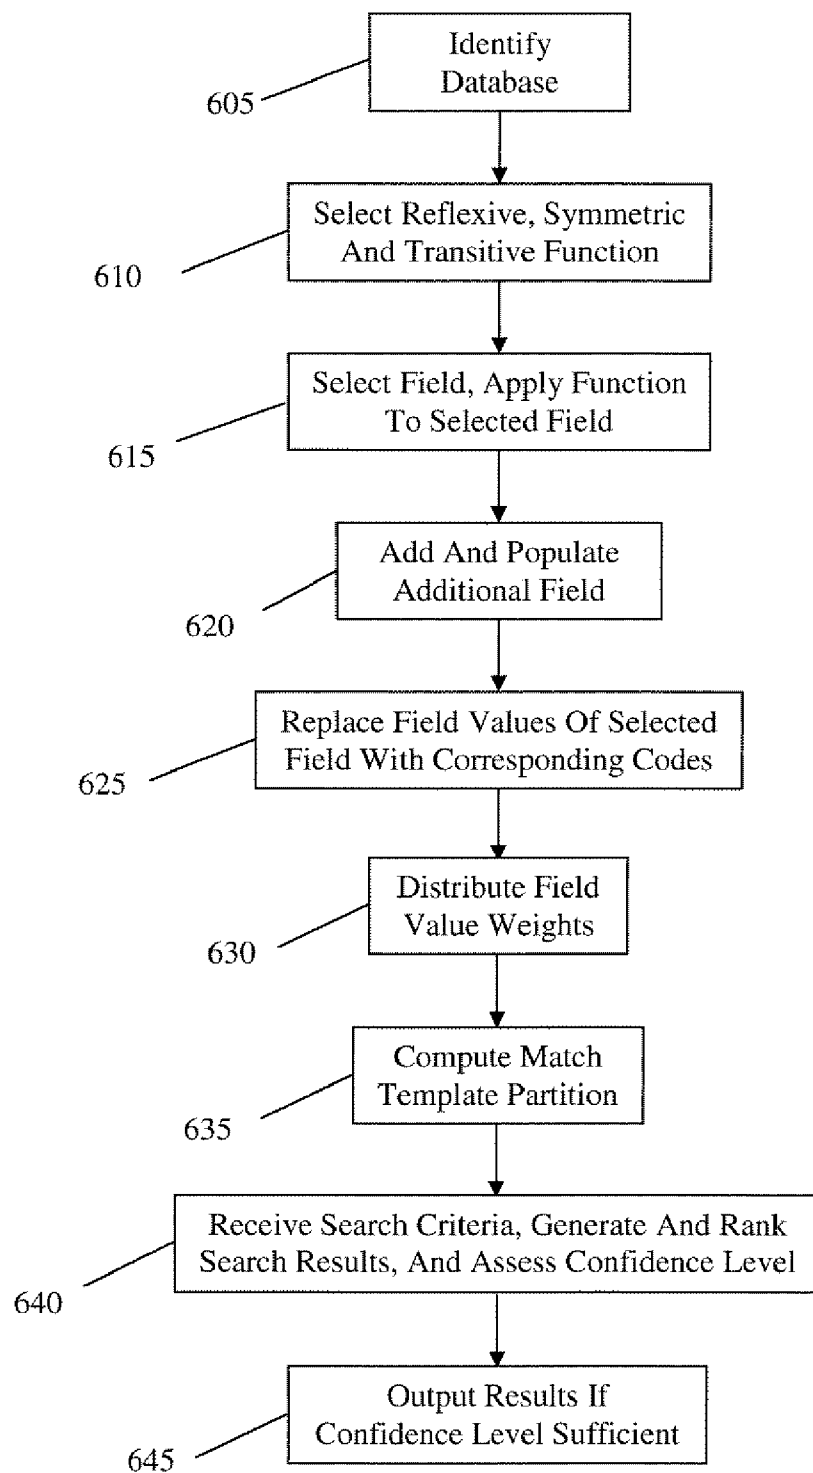 Identify
Database
605
Select Reflexive, Symmetric
And Transitive Function
610
Select Field, Apply Function
To Selected Field
615
Add And Populate
Additional Field
620
Replace Field Values Of Selected
Field With Corresponding Codes
625
Distribute Field
Value Weights
630
Compute Match
Template Partition
635
Receive Search Criteria, Generate And Rank
Search Results, And Assess Confidence Level
640
Output Results If
Confidence Level Sufficient
645